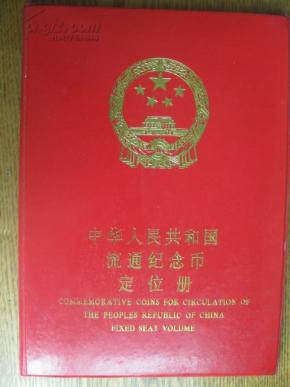 中华人民共和国
流通纪念币
定位册
COMMEMORATIVE COINS FOR CIRCULATION OF
THE PEOPLES REPUBLIC OF CHINA
FIXED SEAT VOLUME